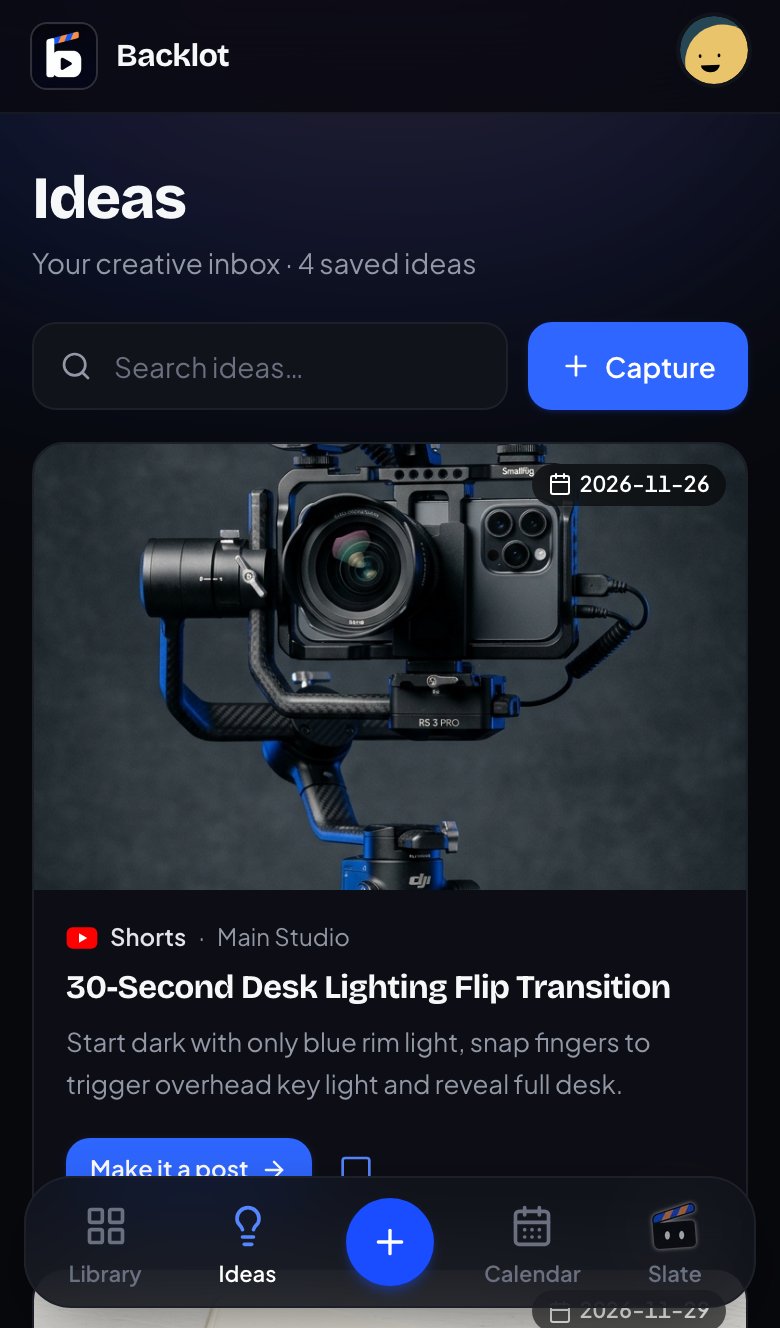 Backlot
Ideas
Your creative inbox · 4 saved ideas
Search ideas…
Capture
2026-11-26
SmallRig
RS 3 PRO
dji
Shorts · Main Studio
30-Second Desk Lighting Flip Transition
Start dark with only blue rim light, snap fingers to
trigger overhead key light and reveal full desk.
Make it a post
Library
Ideas
Calendar
Slate
2026-11-29